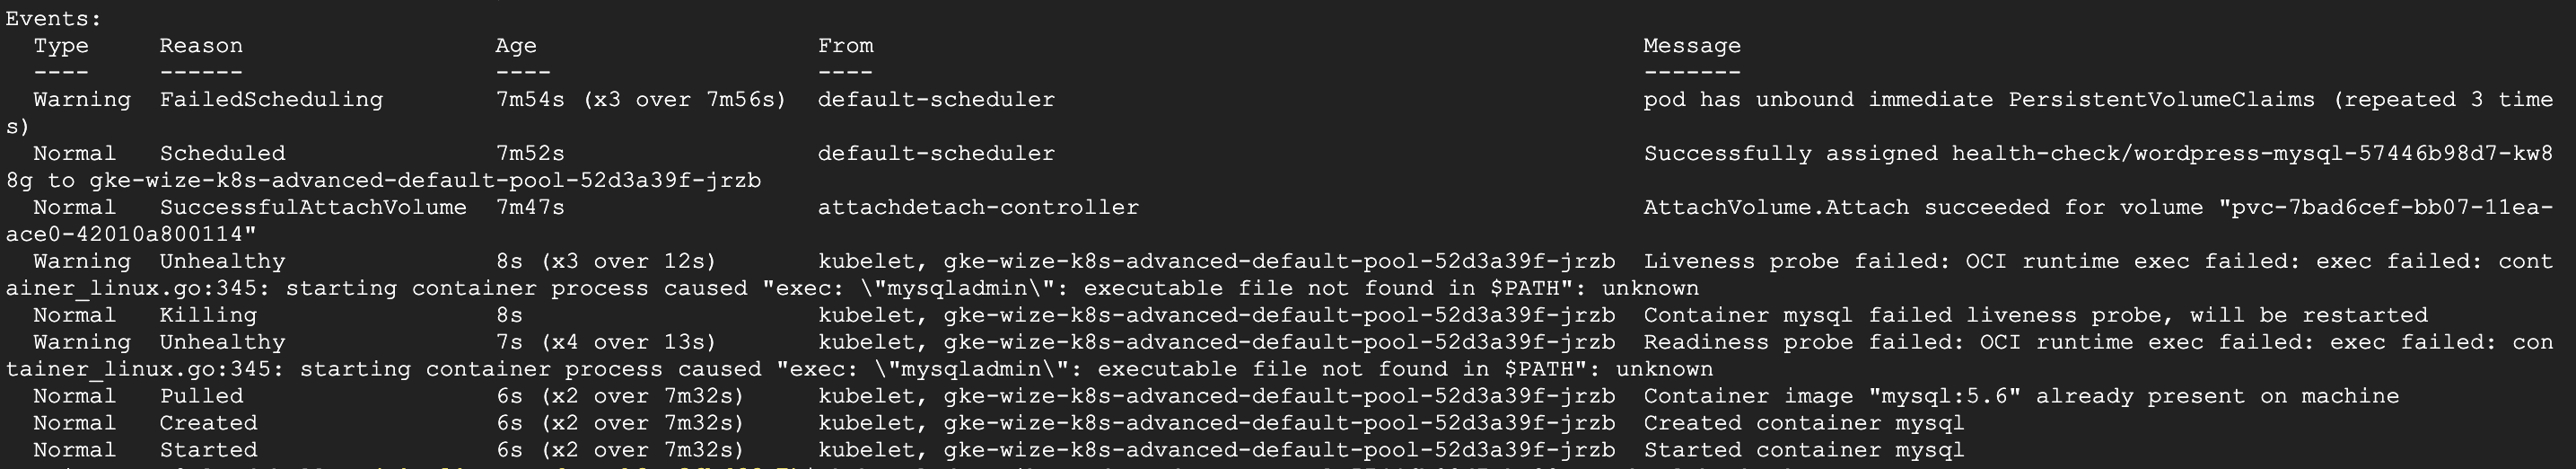 Events:
Type Reason Age From Message
---- ------ ---- ---- -------
Warning FailedScheduling 7m54s (x3 over 7m56s) default-scheduler pod has unbound immediate PersistentVolumeClaims (repeated 3 time
s)
Normal Scheduled 7m52s default-scheduler Successfully assigned health-check/wordpress-mysql-57446b98d7-kw8
8g to gke-wize-k8s-advanced-default-pool-52d3a39f-jrzb
Normal SuccessfulAttachVolume 7m47s attachdetach-controller AttachVolume.Attach succeeded for volume "pvc-7bad6cef-bb07-11ea-
ace0-42010a800114"
Warning Unhealthy 8s (x3 over 12s) kubelet, gke-wize-k8s-advanced-default-pool-52d3a39f-jrzb Liveness probe failed: OCI runtime exec failed: exec failed: cont
ainer_linux.go:345: starting container process caused "exec: \"mysqladmin\": executable file not found in $PATH": unknown
Normal Killing 8s kubelet, gke-wize-k8s-advanced-default-pool-52d3a39f-jrzb Container mysql failed liveness probe, will be restarted
Warning Unhealthy 7s (x4 over 13s) kubelet, gke-wize-k8s-advanced-default-pool-52d3a39f-jrzb Readiness probe failed: OCI runtime exec failed: exec failed: con
tainer_linux.go:345: starting container process caused "exec: \"mysqladmin\": executable file not found in $PATH": unknown
Normal Pulled 6s (x2 over 7m32s) kubelet, gke-wize-k8s-advanced-default-pool-52d3a39f-jrzb Container image "mysql:5.6" already present on machine
Normal Created 6s (x2 over 7m32s) kubelet, gke-wize-k8s-advanced-default-pool-52d3a39f-jrzb Created container mysql
Normal Started 6s (x2 over 7m32s) kubelet, gke-wize-k8s-advanced-default-pool-52d3a39f-jrzb Started container mysql